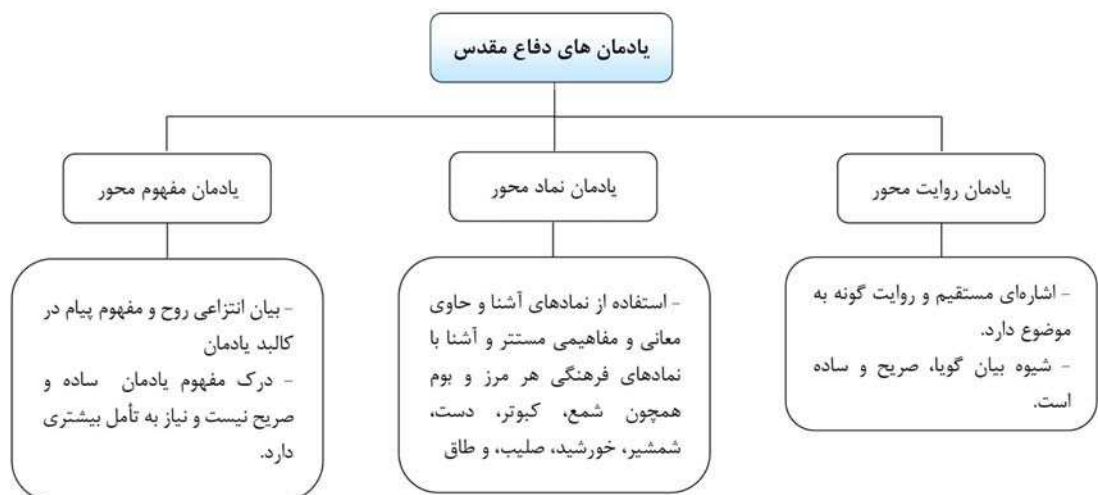 یادمان های دفاع مقدس
یادمان روایت محور
یادمان نماد محور
یادمان مفهوم محور
- اشاره‌ای مستقیم و روایت گونه به
موضوع دارد.
- شیوه بیان گویا، صریح و ساده
است.
- استفاده از نمادهای آشنا و حاوی
معانی و مفاهیمی مستتر و آشنا با
نمادهای فرهنگی هر مرز و بوم
همچون شمع، کبوتر، دست،
شمشیر، خورشید، صلیب، و طاق
- بیان انتزاعی روح و مفهوم پیام در
کالبد یادمان
- درک مفهوم یادمان ساده و
صریح نیست و نیاز به تأمل بیشتری
دارد.